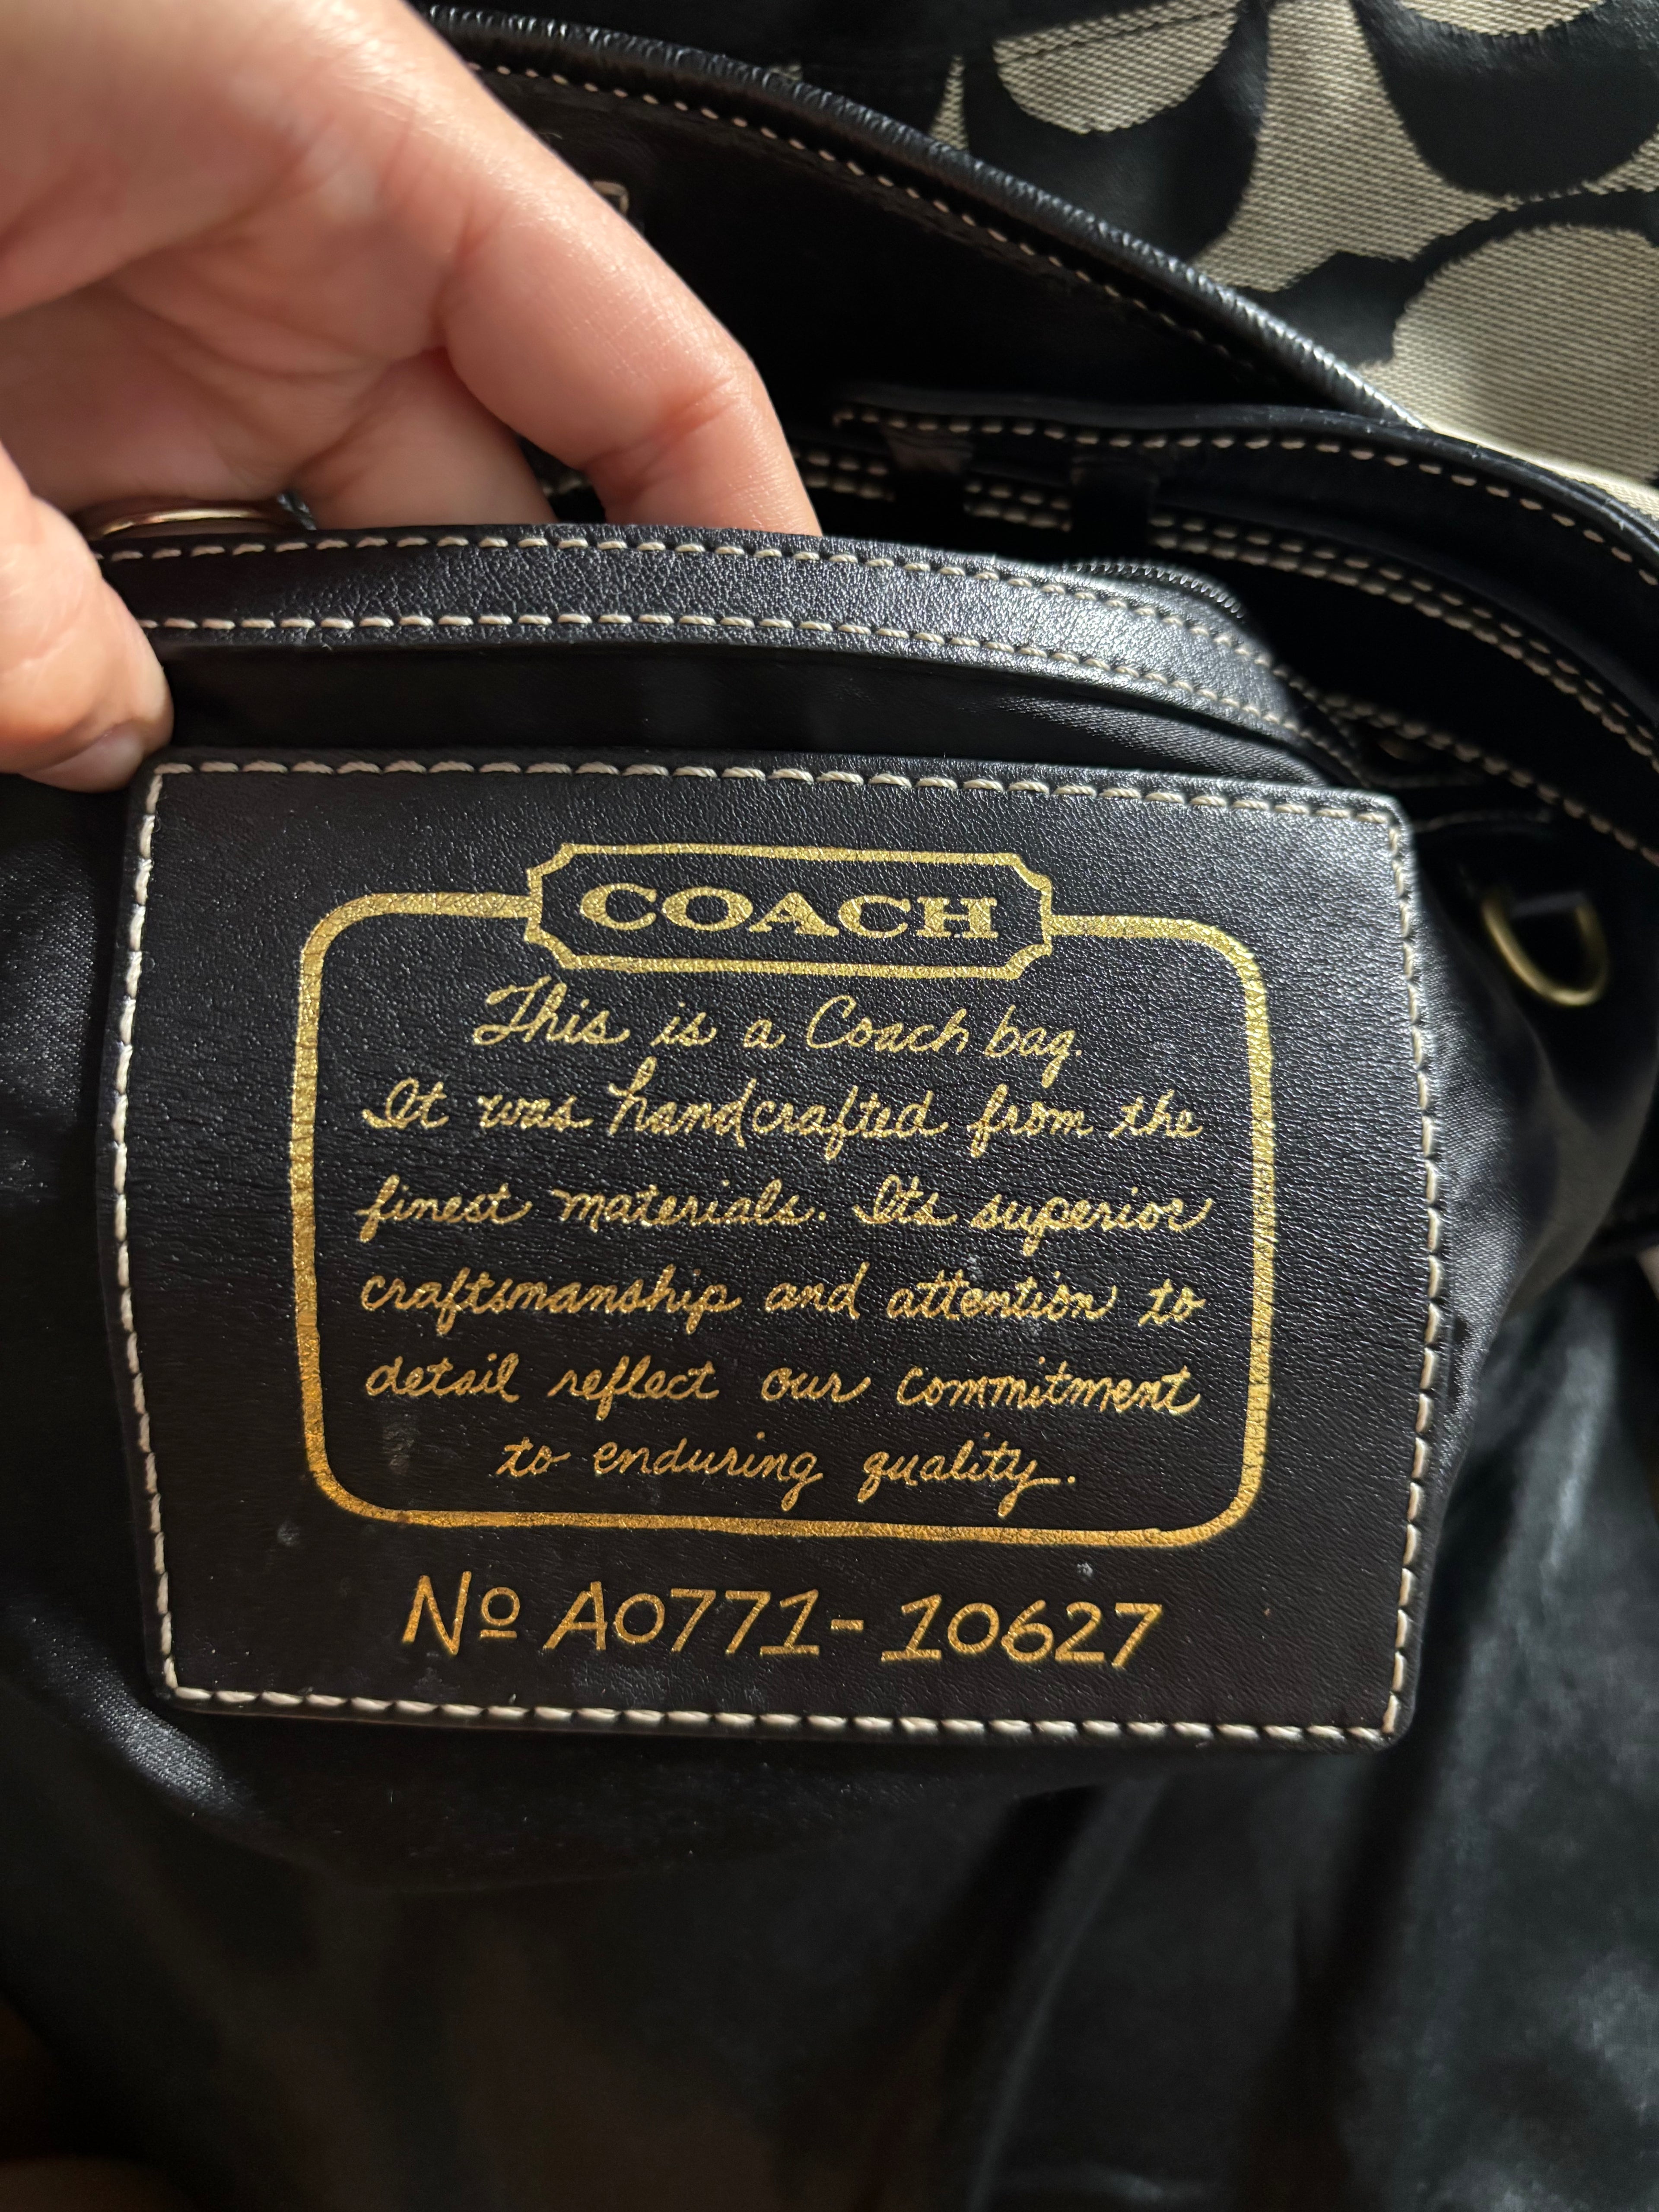 COACH
This is a Coach bag.
It was handcrafted from the
finest materials. Its superior
craftsmanship and attention to
detail reflect our commitment
to enduring quality.
Nº A0771-10627